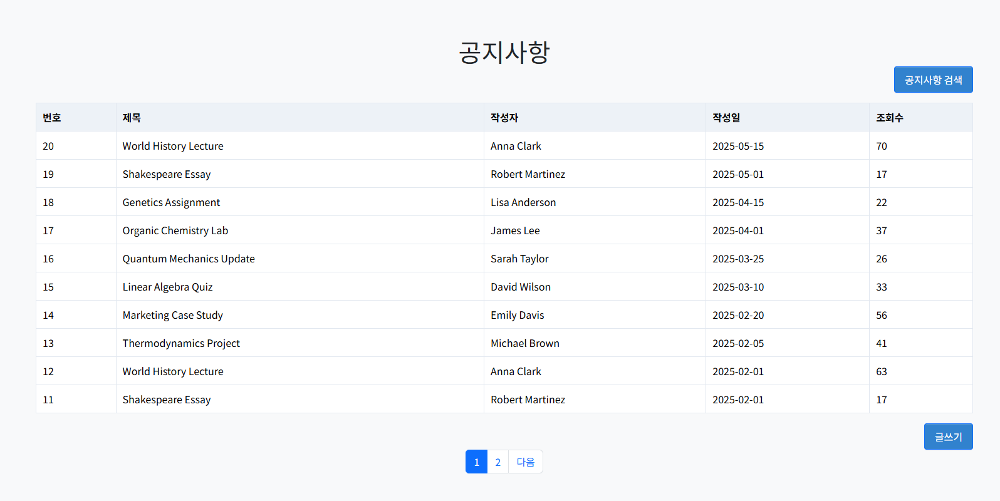 공지사항
공지사항 검색
번호 제목 작성자 작성일 조회수
20 World History Lecture Anna Clark 2025-05-15 70
19 Shakespeare Essay Robert Martinez 2025-05-01 17
18 Genetics Assignment Lisa Anderson 2025-04-15 22
17 Organic Chemistry Lab James Lee 2025-04-01 37
16 Quantum Mechanics Update Sarah Taylor 2025-03-25 26
15 Linear Algebra Quiz David Wilson 2025-03-10 33
14 Marketing Case Study Emily Davis 2025-02-20 56
13 Thermodynamics Project Michael Brown 2025-02-05 41
12 World History Lecture Anna Clark 2025-02-01 63
11 Shakespeare Essay Robert Martinez 2025-02-01 17
글쓰기
1 2 다음